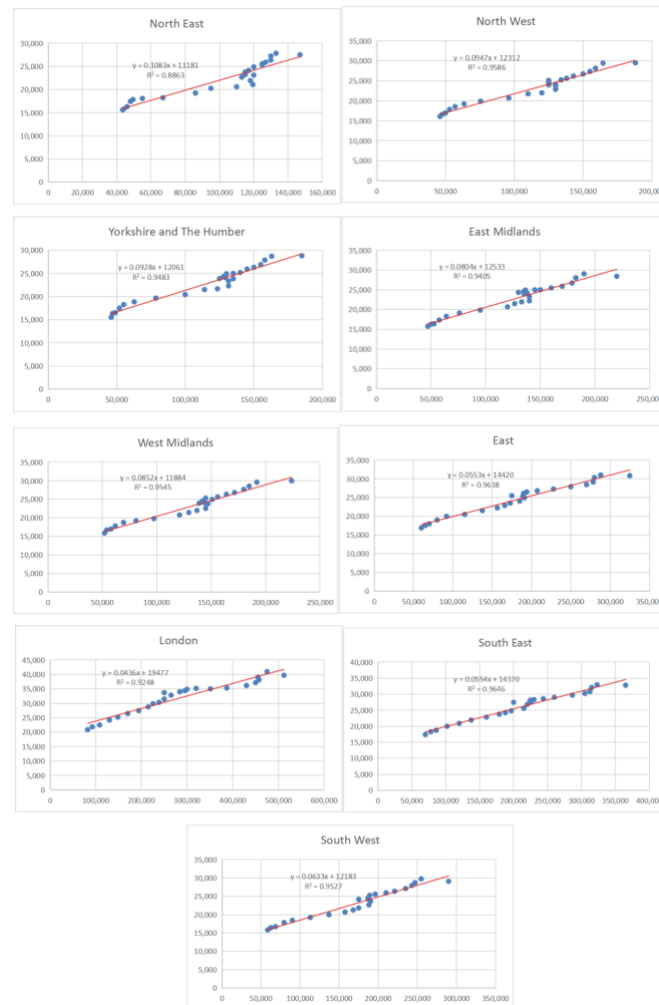 North East
30,000
25,000
20,000
15,000
10,000
5,000
0
y = 0.1083x + 11181
R² = 0.8863
0 20,000 40,000 60,000 80,000 100,000 120,000 140,000 160,000
North West
35,000
30,000
25,000
20,000
15,000
10,000
5,000
0
y = 0.0947x + 12312
R² = 0.9586
0 50,000 100,000 150,000 200,000
Yorkshire and The Humber
30,000
25,000
20,000
15,000
10,000
5,000
0
y = 0.0928x + 12061
R² = 0.9483
0 50,000 100,000 150,000 200,000
East Midlands
35,000
30,000
25,000
20,000
15,000
10,000
5,000
0
y = 0.0804x + 12533
R² = 0.9405
0 50,000 100,000 150,000 200,000 250,00
West Midlands
35,000
30,000
25,000
20,000
15,000
10,000
5,000
0
y = 0.0852x + 11884
R² = 0.9545
0 50,000 100,000 150,000 200,000 250,000
East
35,000
30,000
25,000
20,000
15,000
10,000
5,000
0
y = 0.0553x + 14420
R² = 0.9638
0 50,000 100,000 150,000 200,000 250,000 300,000 350,00
London
45,000
40,000
35,000
30,000
25,000
20,000
15,000
10,000
5,000
0
y = 0.0436x + 19477
R² = 0.9248
0 100,000 200,000 300,000 400,000 500,000 600,000
South East
40,000
35,000
30,000
25,000
20,000
15,000
10,000
5,000
0
y = 0.0554x + 14370
R² = 0.9646
0 50,000 100,000 150,000 200,000 250,000 300,000 350,000 400,00
South West
35,000
30,000
25,000
20,000
15,000
10,000
5,000
0
y = 0.0633x + 12183
R² = 0.9527
0 50,000 100,000 150,000 200,000 250,000 300,000 350,000